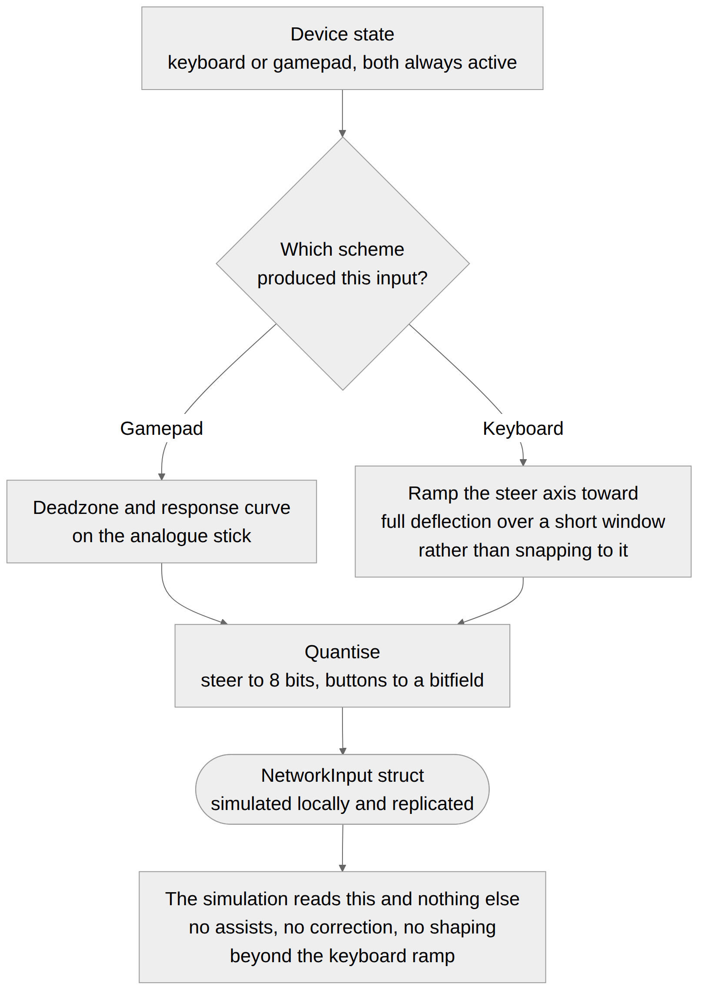 Device state
keyboard or gamepad, both always active
Which scheme
produced this input?
Gamepad
Keyboard
Deadzone and response curve
on the analogue stick
Ramp the steer axis toward
full deflection over a short window
rather than snapping to it
Quantise
steer to 8 bits, buttons to a bitfield
NetworkInput struct
simulated locally and replicated
The simulation reads this and nothing else
no assists, no correction, no shaping
beyond the keyboard ramp